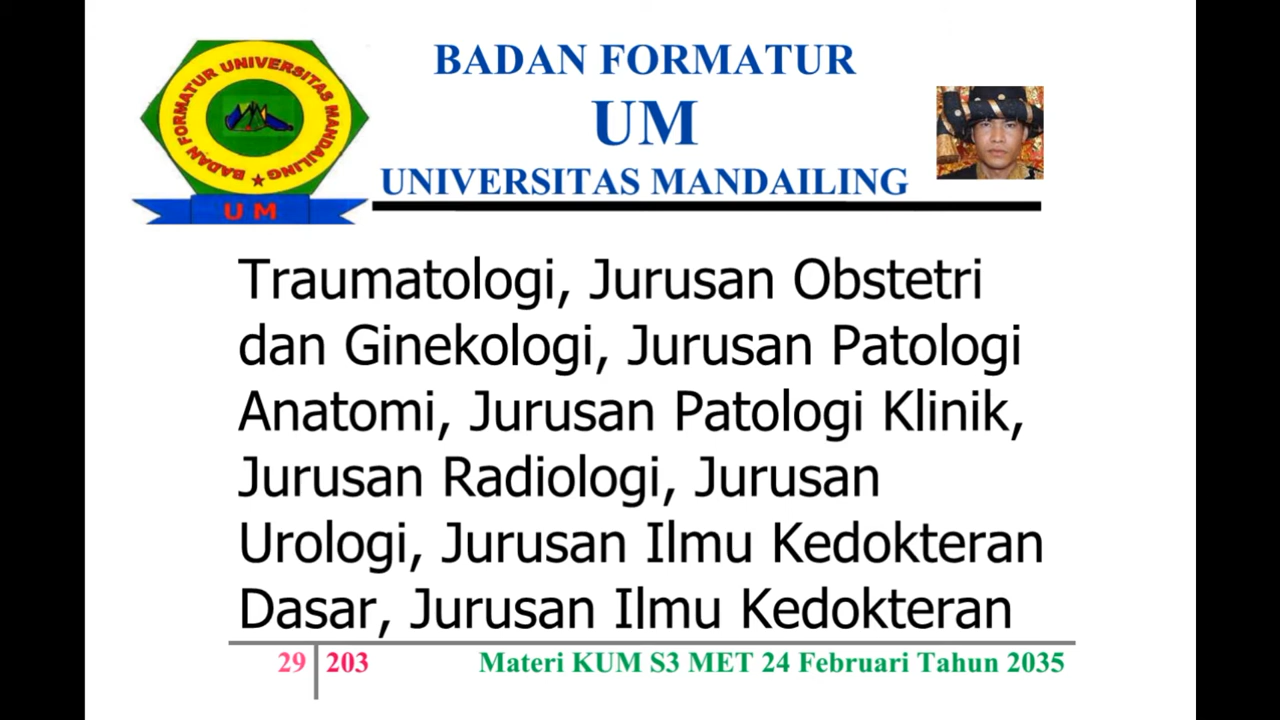 BADAN FORMATUR UNIVERSITAS MANDAILING
U M
BADAN FORMATUR
UM
UNIVERSITAS MANDAILING
Traumatologi, Jurusan Obstetri
dan Ginekologi, Jurusan Patologi
Anatomi, Jurusan Patologi Klinik,
Jurusan Radiologi, Jurusan
Urologi, Jurusan Ilmu Kedokteran
Dasar, Jurusan Ilmu Kedokteran
29 203 Materi KUM S3 MET 24 Februari Tahun 2035